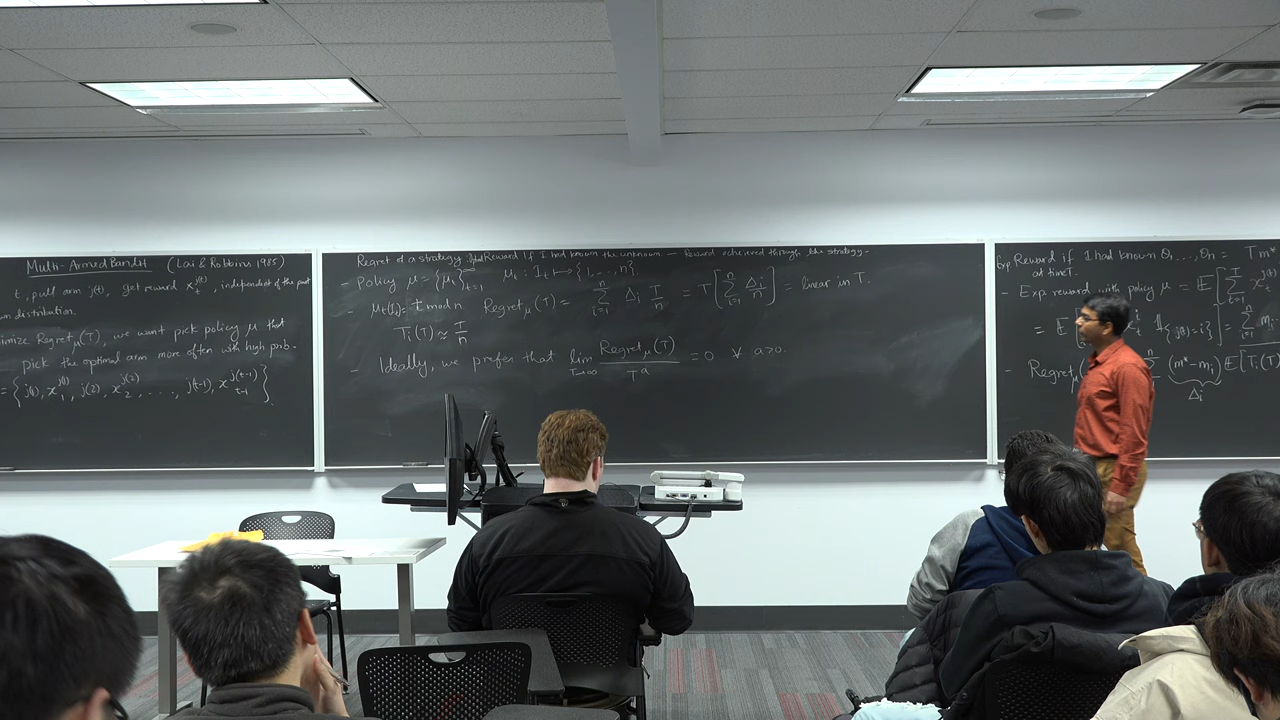 Multi-Armed Bandit (Lai & Robbins 1985)
t, pull arm j(t), get reward x_t^{j(t)}, independent of the past
distribution.
Regret_μ(T), we want pick policy μ that
pick the optimal arm more often with high prob.
= {j(1), x_1^{j(1)}, j(2), x_2^{j(2)}, ..., j(t-1), x_{t-1}^{j(t-1)}}
Regret of a strategy Reward if I had known the unknown — Reward achieved through the strategy.
- Policy μ = {μ_t}_{t=1}^∞ μ_t : I_t ↦ {1, ..., n}
- μ(I_t) = t mod n Regret_μ(T) = Σ_{i=1}^n Δ_i T/n = T[Σ_{i=1}^n Δ_i/n] = linear in T.
T_i(T) ≈ T/n
- Ideally, we prefer that lim_{T→∞} Regret_μ(T)/T^a = 0 ∀ a>0.
Exp. Reward if I had known θ_1, ..., θ_n = Tm*
at time T.
- Exp. reward with policy μ = E[Σ_{t=1}^T x_t^{j(t)}
= E[ 1{j(t)=i}] = Σ_{i=1}^n m_i
- Regret_μ( (m* - m_i) E[T_i(T)
Δ_i